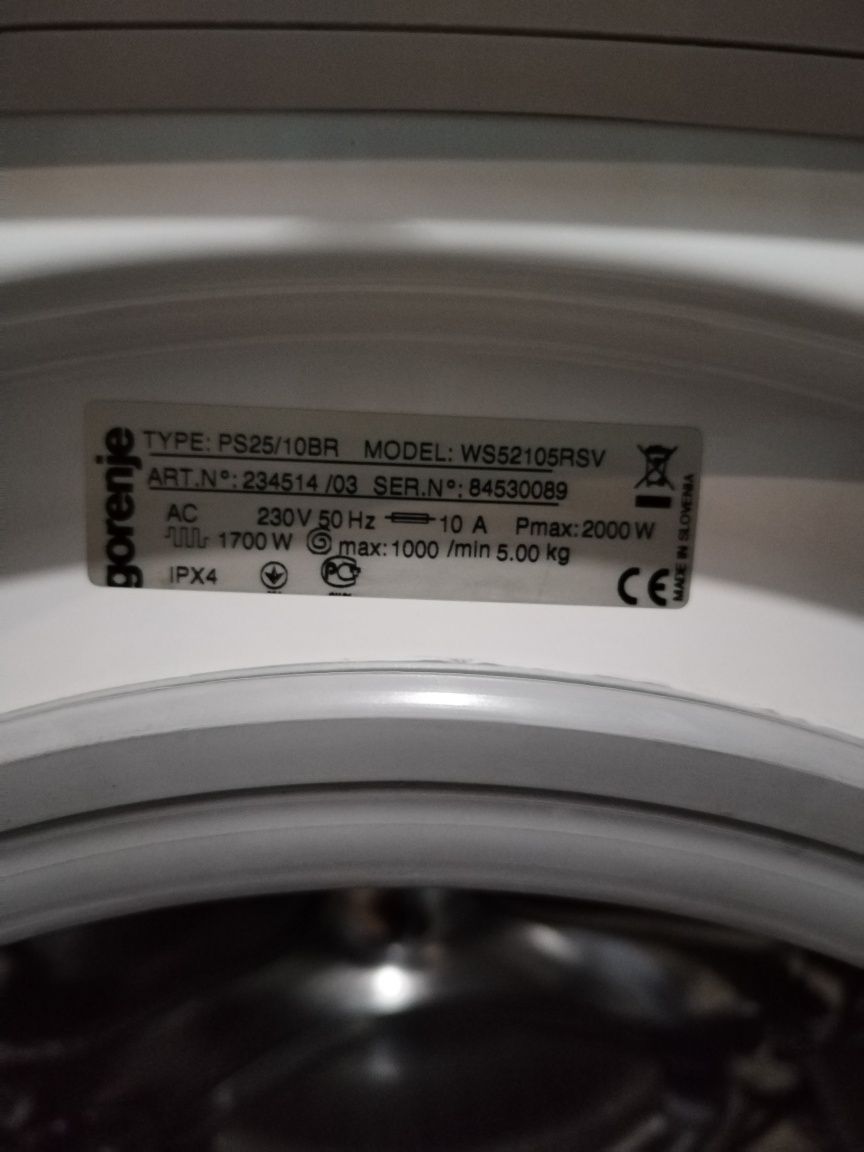 gorenje
TYPE: PS25/10BR MODEL: WS52105RSV
ART.N°: 234514 /03 SER.N°: 84530089
AC 230V 50 Hz 10 A Pmax: 2000 W
1700 W max: 1000 /min 5.00 kg
IPX4 CE
MADE IN SLOVENIA